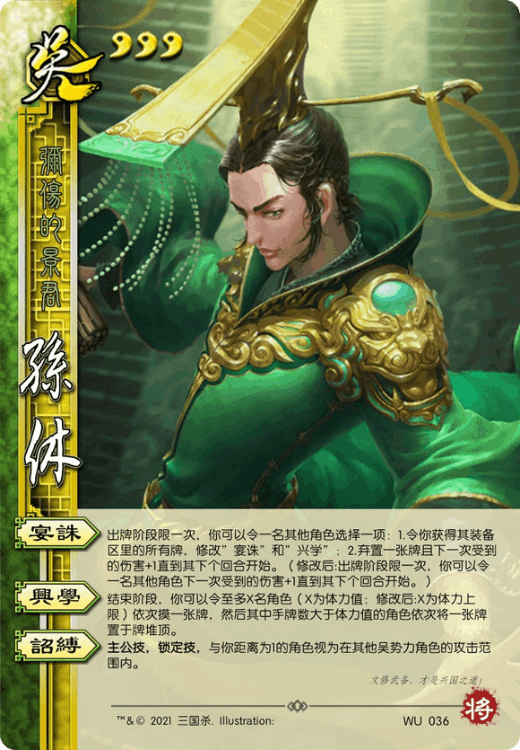 吴
彌傷的景君
孫休
宴誅
出牌阶段限一次，你可以令一名其他角色选择一项：1.令你获得其装备
区里的所有牌，修改”宴诛”和”兴学”；2.弃置一张牌且下一次受到
的伤害+1直到其下个回合开始。（修改后:出牌阶段限一次，你可以令
一名其他角色下一次受到的伤害+1直到其下个回合开始。）
興學
结束阶段，你可以令至多X名角色（X为体力值；修改后:X为体力上
限）依次摸一张牌，然后其中手牌数大于体力值的角色依次将一张牌
置于牌堆顶。
詔縛
主公技，锁定技，与你距离为1的角色视为在其他吴势力角色的攻击范
围内。
文修武备，才是兴国之道！
™&© 2021 三国杀. Illustration:
WU 036
将